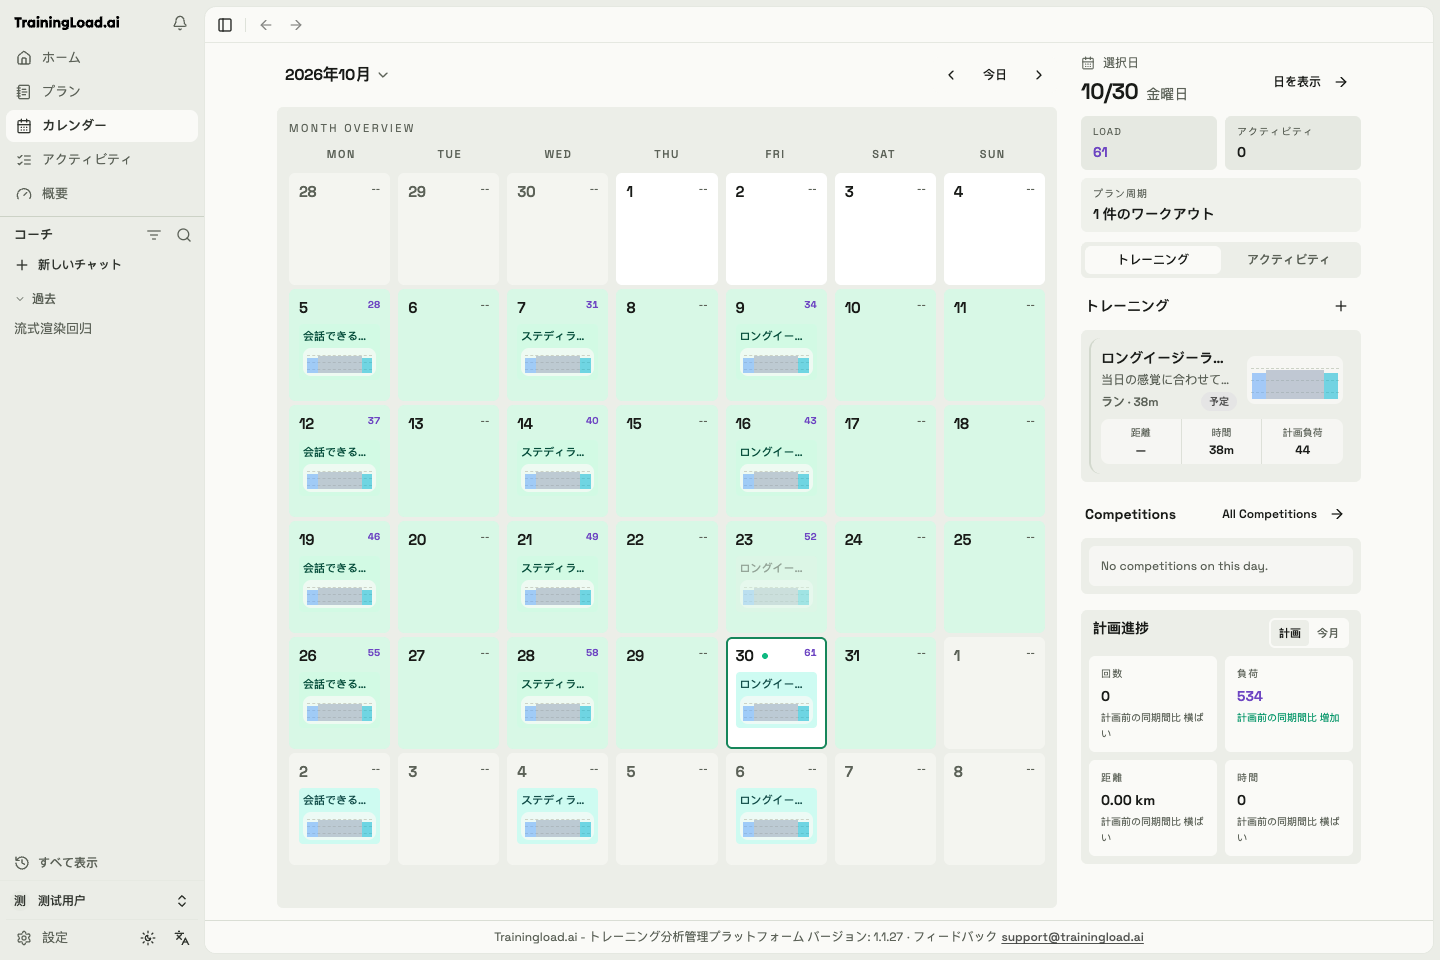 TrainingLoad.ai
ホーム
プラン
カレンダー
アクティビティ
概要
コーチ
新しいチャット
過去
流式渲染回归
すべて表示
測 测试用户
設定
2026年10月
今日
MONTH OVERVIEW
MON TUE WED THU FRI SAT SUN
28 -- 29 -- 30 -- 1 -- 2 -- 3 -- 4 --
5 28 6 -- 7 31 8 -- 9 34 10 -- 11 --
会話できる... ステディラ... ロングイー...
12 37 13 -- 14 40 15 -- 16 43 17 -- 18 --
会話できる... ステディラ... ロングイー...
19 46 20 -- 21 49 22 -- 23 52 24 -- 25 --
会話できる... ステディラ... ロングイー...
26 55 27 -- 28 58 29 -- 30 61 31 -- 1 --
会話できる... ステディラ... ロングイー...
2 -- 3 -- 4 -- 5 -- 6 -- 7 -- 8 --
会話できる... ステディラ... ロングイー...
選択日
10/30 金曜日
日を表示
LOAD
61
アクティビティ
0
プラン周期
1 件のワークアウト
トレーニング アクティビティ
トレーニング
ロングイージーラ...
当日の感覚に合わせて...
ラン · 38m 予定
距離 時間 計画負荷
— 38m 44
Competitions All Competitions
No competitions on this day.
計画進捗 計画 今月
回数
0
計画前の同期間比 横ば
い
負荷
534
計画前の同期間比 増加
距離
0.00 km
計画前の同期間比 横ば
い
時間
0
計画前の同期間比 横ば
い
Trainingload.ai - トレーニング分析管理プラットフォーム バージョン: 1.1.27 · フィードバック support@trainingload.ai